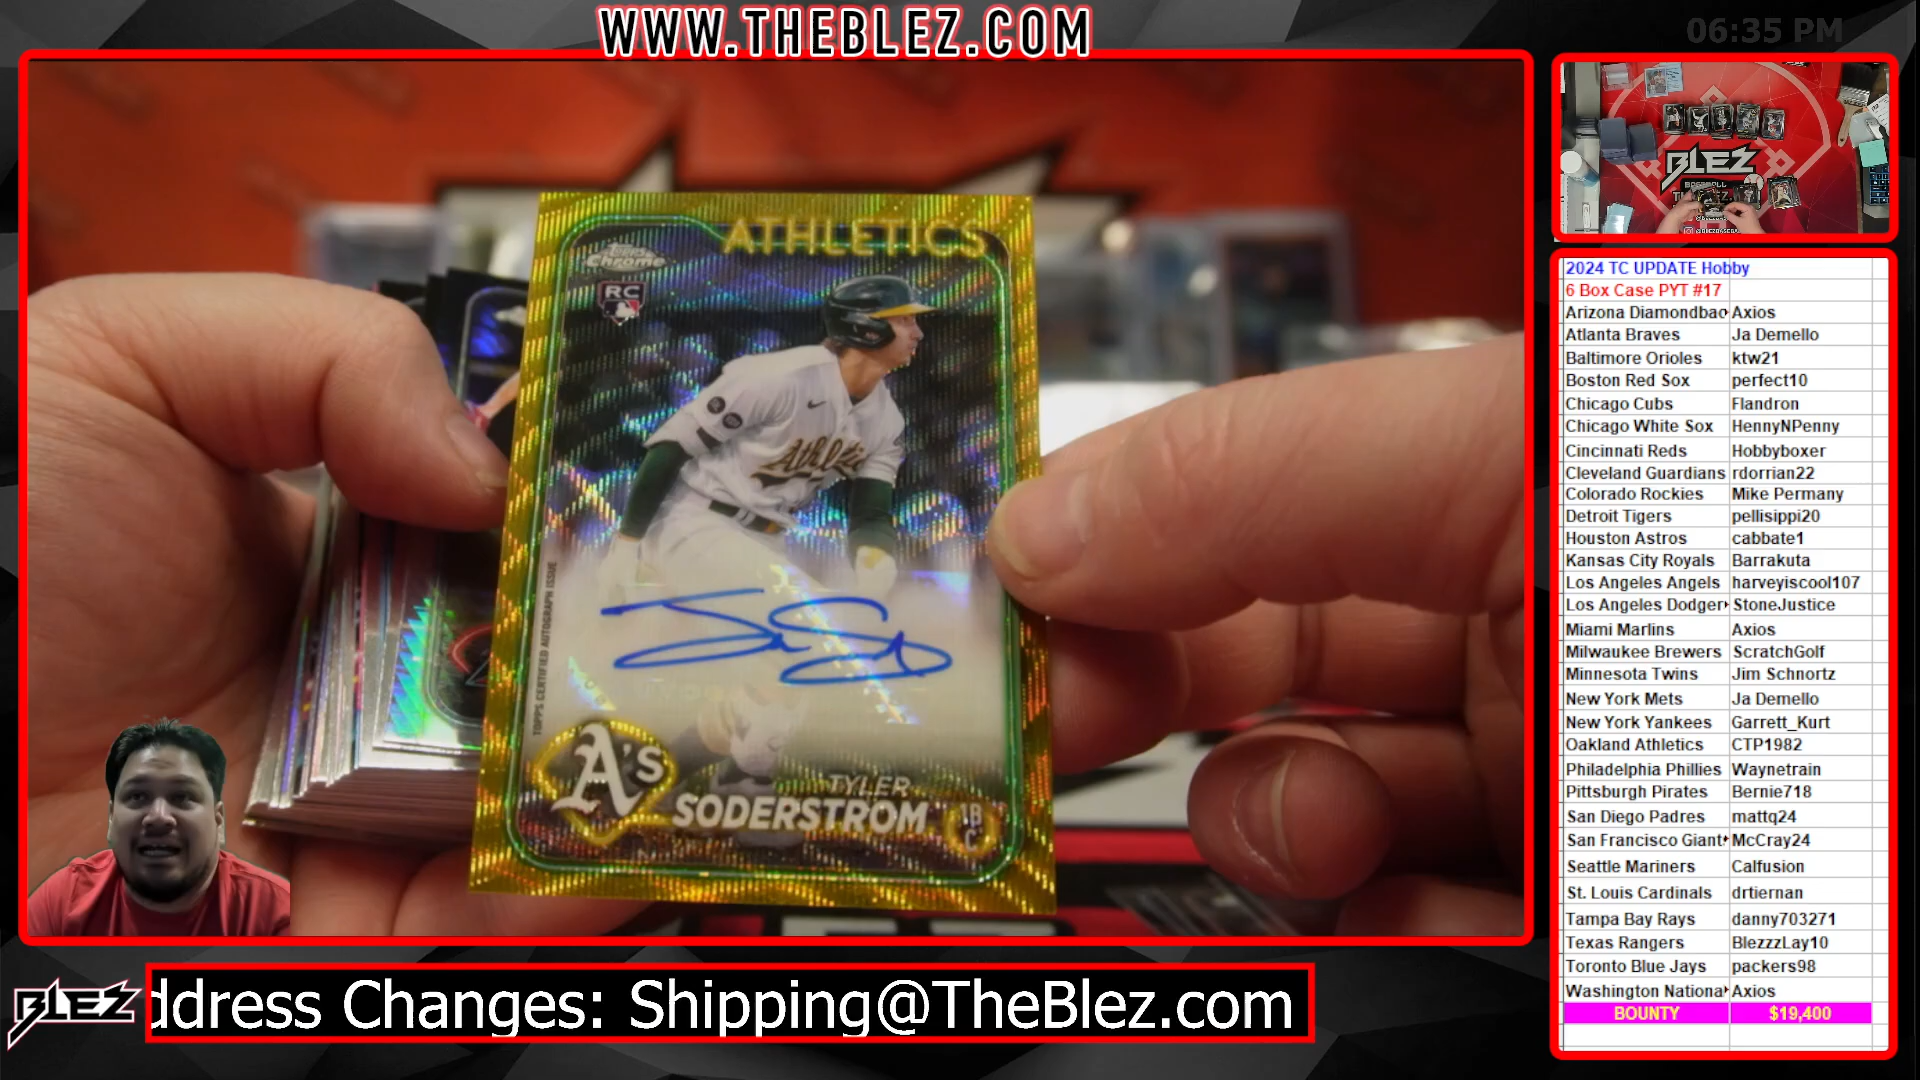 WWW.THEBLEZ.COM
06:35 PM
ATHLETICS
Topps Chrome
RC
Athletic
TOPPS CERTIFIED AUTOGRAPH ISSUE
A's
TYLER
SODERSTROM
1B
C
BLEZ
BASEBALL
2024 TC UPDATE Hobby
6 Box Case PYT #17
Arizona Diamondbac Axios
Atlanta Braves Ja Demello
Baltimore Orioles ktw21
Boston Red Sox perfect10
Chicago Cubs Flandron
Chicago White Sox HennyNPenny
Cincinnati Reds Hobbyboxer
Cleveland Guardians rdorrian22
Colorado Rockies Mike Permany
Detroit Tigers pellisippi20
Houston Astros cabbate1
Kansas City Royals Barrakuta
Los Angeles Angels harveyiscool107
Los Angeles Dodger StoneJustice
Miami Marlins Axios
Milwaukee Brewers ScratchGolf
Minnesota Twins Jim Schnortz
New York Mets Ja Demello
New York Yankees Garrett_Kurt
Oakland Athletics CTP1982
Philadelphia Phillies Waynetrain
Pittsburgh Pirates Bernie718
San Diego Padres mattq24
San Francisco Giant McCray24
Seattle Mariners Calfusion
St. Louis Cardinals drtiernan
Tampa Bay Rays danny703271
Texas Rangers BlezzzLay10
Toronto Blue Jays packers98
Washington Nationa Axios
BOUNTY $19,400
BLEZ
ddress Changes: Shipping@TheBlez.com